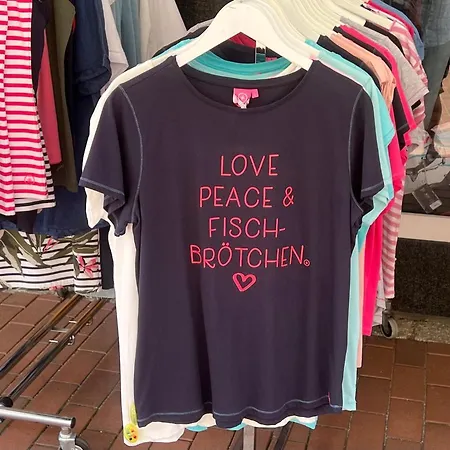 LOVE
PEACE &
FISCH-
BRÖTCHEN.®